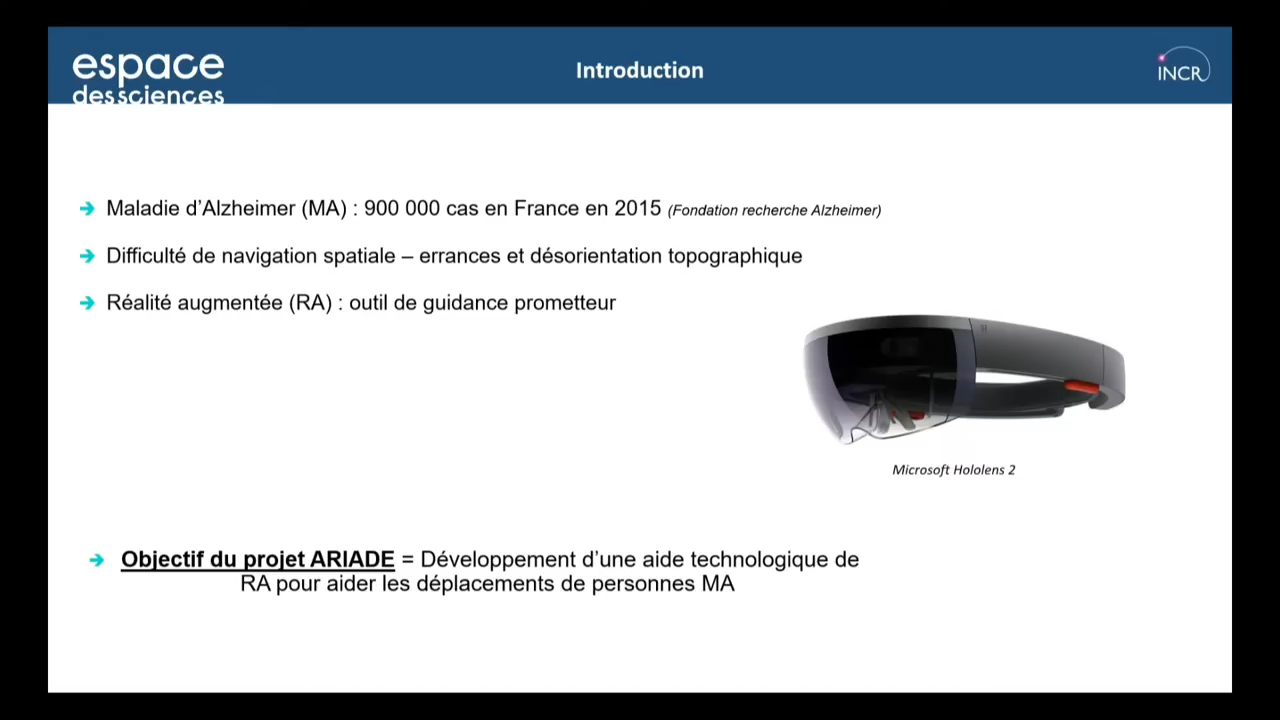 espace
des sciences
Introduction
INCR
Maladie d’Alzheimer (MA) : 900 000 cas en France en 2015 (Fondation recherche Alzheimer)
Difficulté de navigation spatiale – errances et désorientation topographique
Réalité augmentée (RA) : outil de guidance prometteur
Microsoft Hololens 2
Objectif du projet ARIADE = Développement d’une aide technologique de
RA pour aider les déplacements de personnes MA